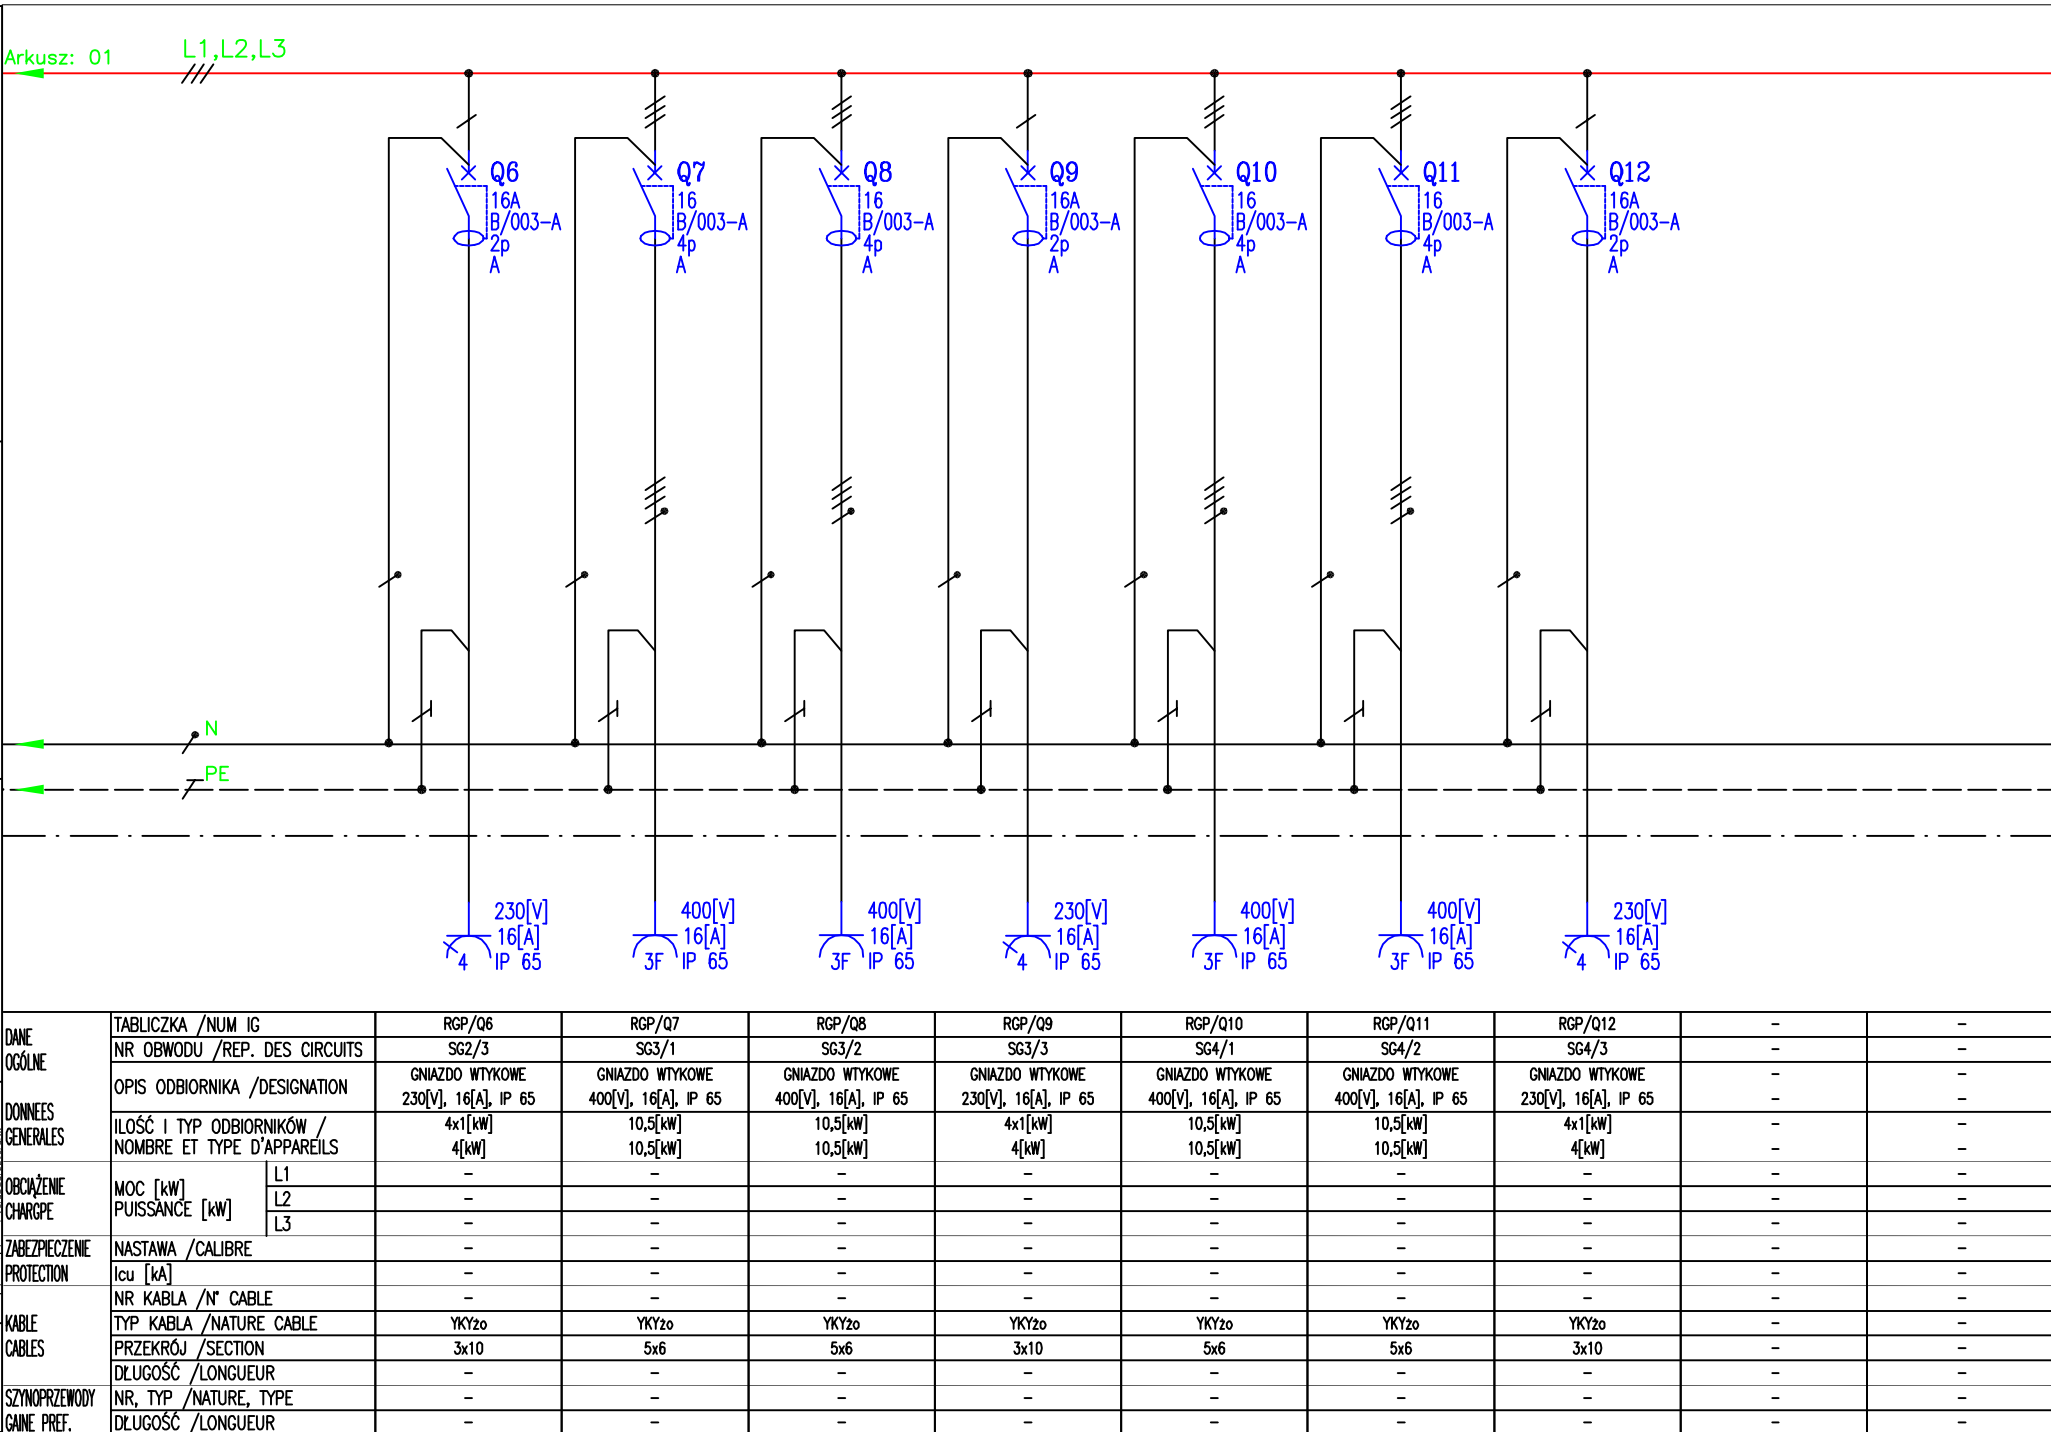 Arkusz: 01
L1,L2,L3
Q6
16A
B/003-A
2p
A
Q7
16
B/003-A
4p
A
Q8
16
B/003-A
4p
A
Q9
16A
B/003-A
2p
A
Q10
16
B/003-A
4p
A
Q11
16
B/003-A
4p
A
Q12
16A
B/003-A
2p
A
N
PE
230[V]
16[A]
4 IP 65
400[V]
16[A]
3F IP 65
400[V]
16[A]
3F IP 65
230[V]
16[A]
4 IP 65
400[V]
16[A]
3F IP 65
400[V]
16[A]
3F IP 65
230[V]
16[A]
4 IP 65
DANE
OGÓLNE
DONNEES
GENERALES
TABLICZKA /NUM IG RGP/Q6 RGP/Q7 RGP/Q8 RGP/Q9 RGP/Q10 RGP/Q11 RGP/Q12 - -
NR OBWODU /REP. DES CIRCUITS SG2/3 SG3/1 SG3/2 SG3/3 SG4/1 SG4/2 SG4/3 - -
OPIS ODBIORNIKA /DESIGNATION
GNIAZDO WTYKOWE GNIAZDO WTYKOWE GNIAZDO WTYKOWE GNIAZDO WTYKOWE GNIAZDO WTYKOWE GNIAZDO WTYKOWE GNIAZDO WTYKOWE - -
230[V], 16[A], IP 65 400[V], 16[A], IP 65 400[V], 16[A], IP 65 230[V], 16[A], IP 65 400[V], 16[A], IP 65 400[V], 16[A], IP 65 230[V], 16[A], IP 65 - -
ILOŚĆ I TYP ODBIORNIKÓW / 4x1[kW] 10,5[kW] 10,5[kW] 4x1[kW] 10,5[kW] 10,5[kW] 4x1[kW] - -
NOMBRE ET TYPE D'APPAREILS 4[kW] 10,5[kW] 10,5[kW] 4[kW] 10,5[kW] 10,5[kW] 4[kW] - -
OBCIĄŻENIE
CHARGPE
MOC [kW]
PUISSANCE [kW]
L1 - - - - - - - - -
L2 - - - - - - - - -
L3 - - - - - - - - -
ZABEZPIECZENIE
PROTECTION
NASTAWA /CALIBRE - - - - - - - - -
Icu [kA] - - - - - - - - -
KABLE
CABLES
NR KABLA /N° CABLE - - - - - - - - -
TYP KABLA /NATURE CABLE YKYżo YKYżo YKYżo YKYżo YKYżo YKYżo YKYżo - -
PRZEKRÓJ /SECTION 3x10 5x6 5x6 3x10 5x6 5x6 3x10 - -
DŁUGOŚĆ /LONGUEUR - - - - - - - - -
SZYNOPRZEWODY
GAINE PREF.
NR, TYP /NATURE, TYPE - - - - - - - - -
DŁUGOŚĆ /LONGUEUR - - - - - - - - -